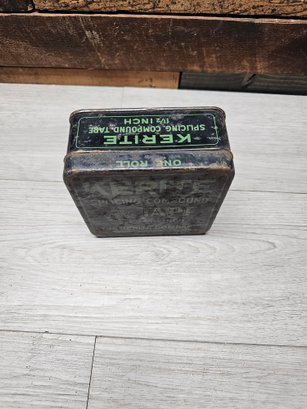 KERITE
SPLICING COMPOUND TAPE
1½ INCH
ONE ROLL
KERITE
SPLICING COMPOUND
TAPE